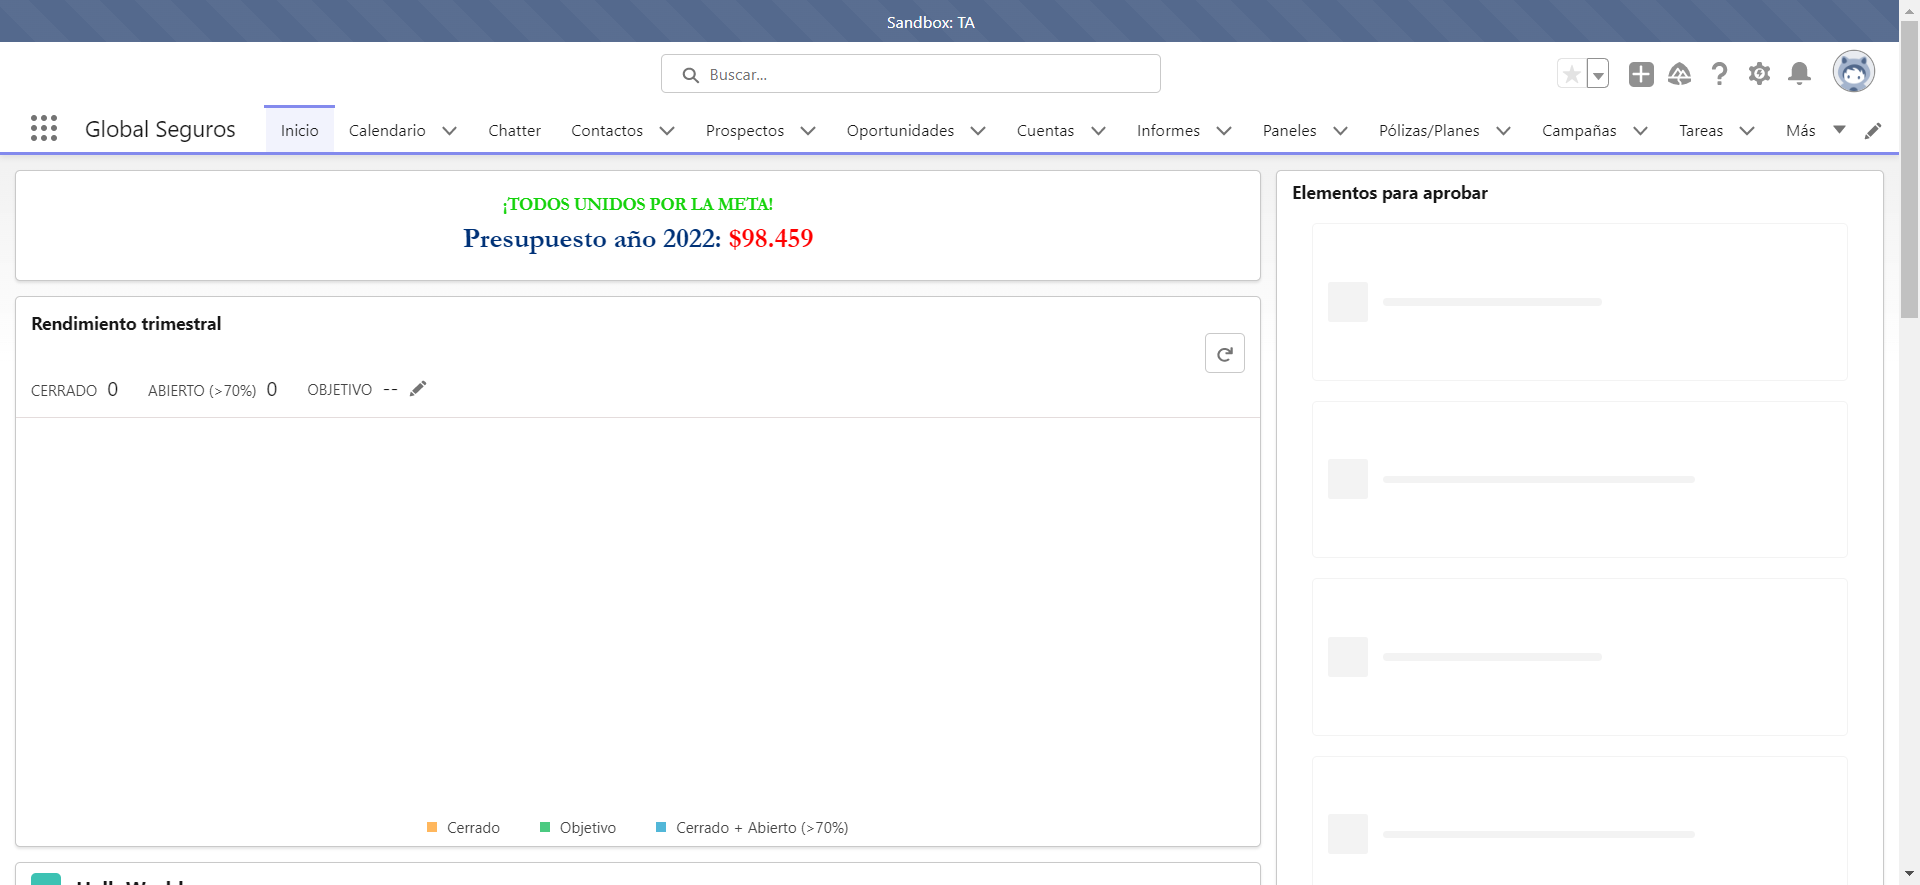 Sandbox: TA
Buscar...
Global Seguros
Inicio
Calendario
Chatter
Contactos
Prospectos
Oportunidades
Cuentas
Informes
Paneles
Pólizas/Planes
Campañas
Tareas
Más
¡TODOS UNIDOS POR LA META!
Presupuesto año 2022: $98.459
Rendimiento trimestral
CERRADO 0 ABIERTO (>70%) 0 OBJETIVO --
Cerrado Objetivo Cerrado + Abierto (>70%)
Elementos para aprobar